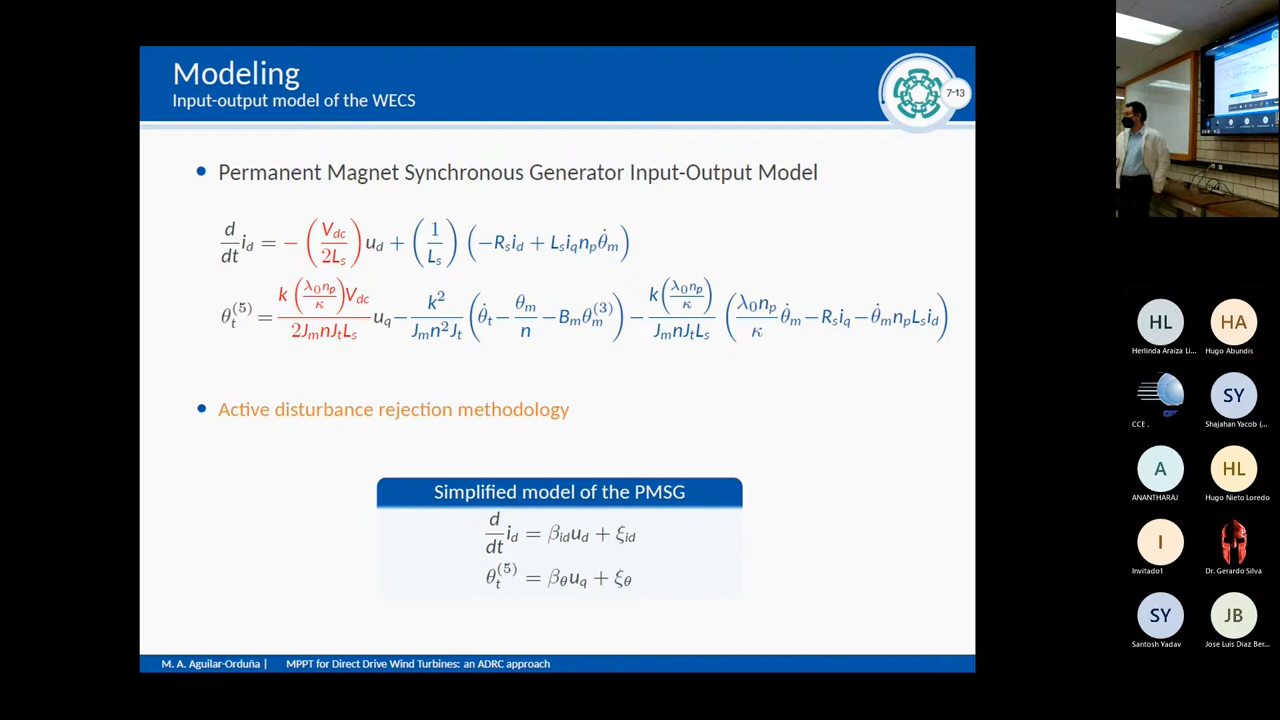 Modeling
Input-output model of the WECS
7-13
• Permanent Magnet Synchronous Generator Input-Output Model
d/dt i_d = − (V_dc / 2L_s) u_d + (1 / L_s) (−R_s i_d + L_s i_q n_p θ̇_m)
θ_t^(5) = (k (λ_0 n_p / κ) V_dc) / (2J_m n J_t L_s) u_q − k² / (J_m n² J_t) (θ̇_t − θ_m / n − B_m θ_m^(3)) − (k (λ_0 n_p / κ)) / (J_m n J_t L_s) (λ_0 n_p / κ θ̇_m − R_s i_q − θ̇_m n_p L_s i_d)
• Active disturbance rejection methodology
Simplified model of the PMSG
d/dt i_d = β_id u_d + ξ_id
θ_t^(5) = β_θ u_q + ξ_θ
M. A. Aguilar-Orduña | MPPT for Direct Drive Wind Turbines: an ADRC approach
HL HA
Herlinda Araiza Li... Hugo Abundis
SY
CCE . Shajahan Yacob (...
A HL
ANANTHARAJ Hugo Nieto Loredo
I
Invitado1 Dr. Gerardo Silva
SY JB
Santosh Yadav Jose Luis Diaz Ber...